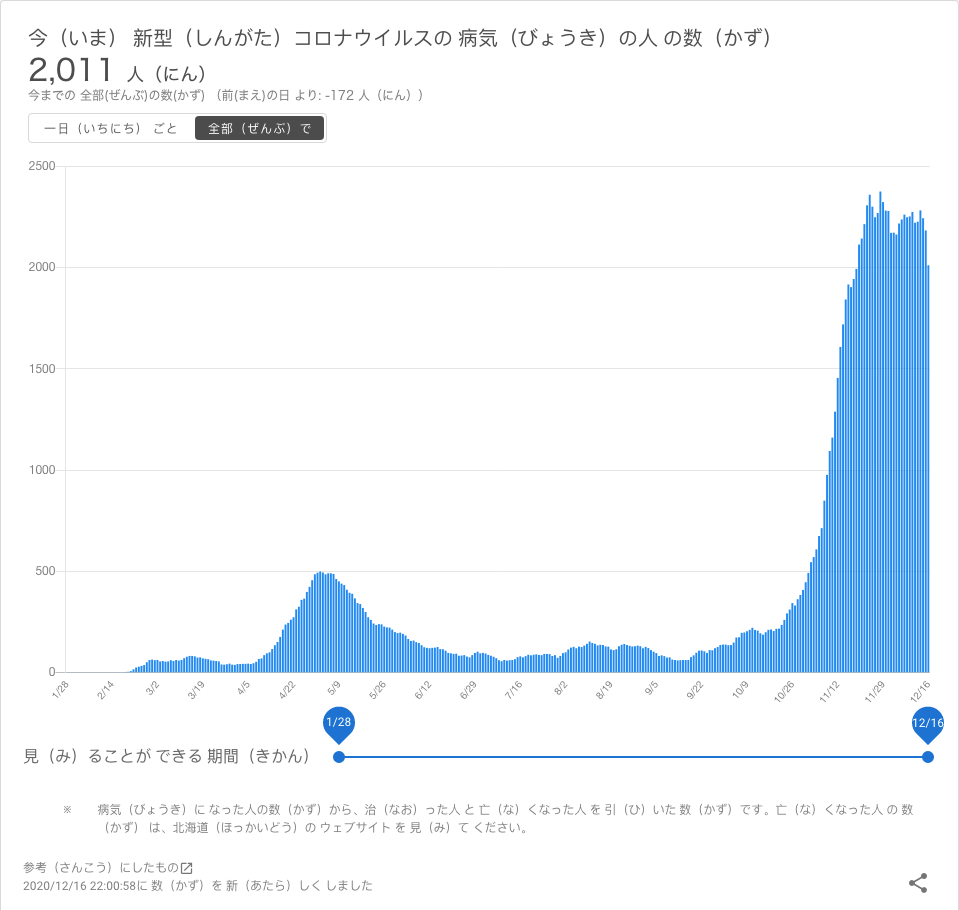 今（いま） 新型（しんがた）コロナウイルスの 病気（びょうき）の人 の数（かず）
2,011 人（にん）
今までの 全部(ぜんぶ)の数(かず) （前(まえ)の日 より: -172 人（にん））
一日（いちにち） ごと 全部（ぜんぶ）で
2500
2000
1500
1000
500
0
1/28 2/14 3/2 3/19 4/5 4/22 5/9 5/26 6/12 6/29 7/16 8/2 8/19 9/5 9/22 10/9 10/26 11/12 11/29 12/16
1/28 12/16
見（み）ることが できる 期間（きかん）
※ 病気（びょうき）に なった人の数（かず）から、治（なお）った人 と 亡（な）くなった人 を 引（ひ）いた 数（かず）です。亡（な）くなった人 の 数
（かず） は、北海道（ほっかいどう）の ウェブサイト を 見（み）て ください。
参考（さんこう）にしたもの
2020/12/16 22:00:58に 数（かず）を 新（あたら）しく しました